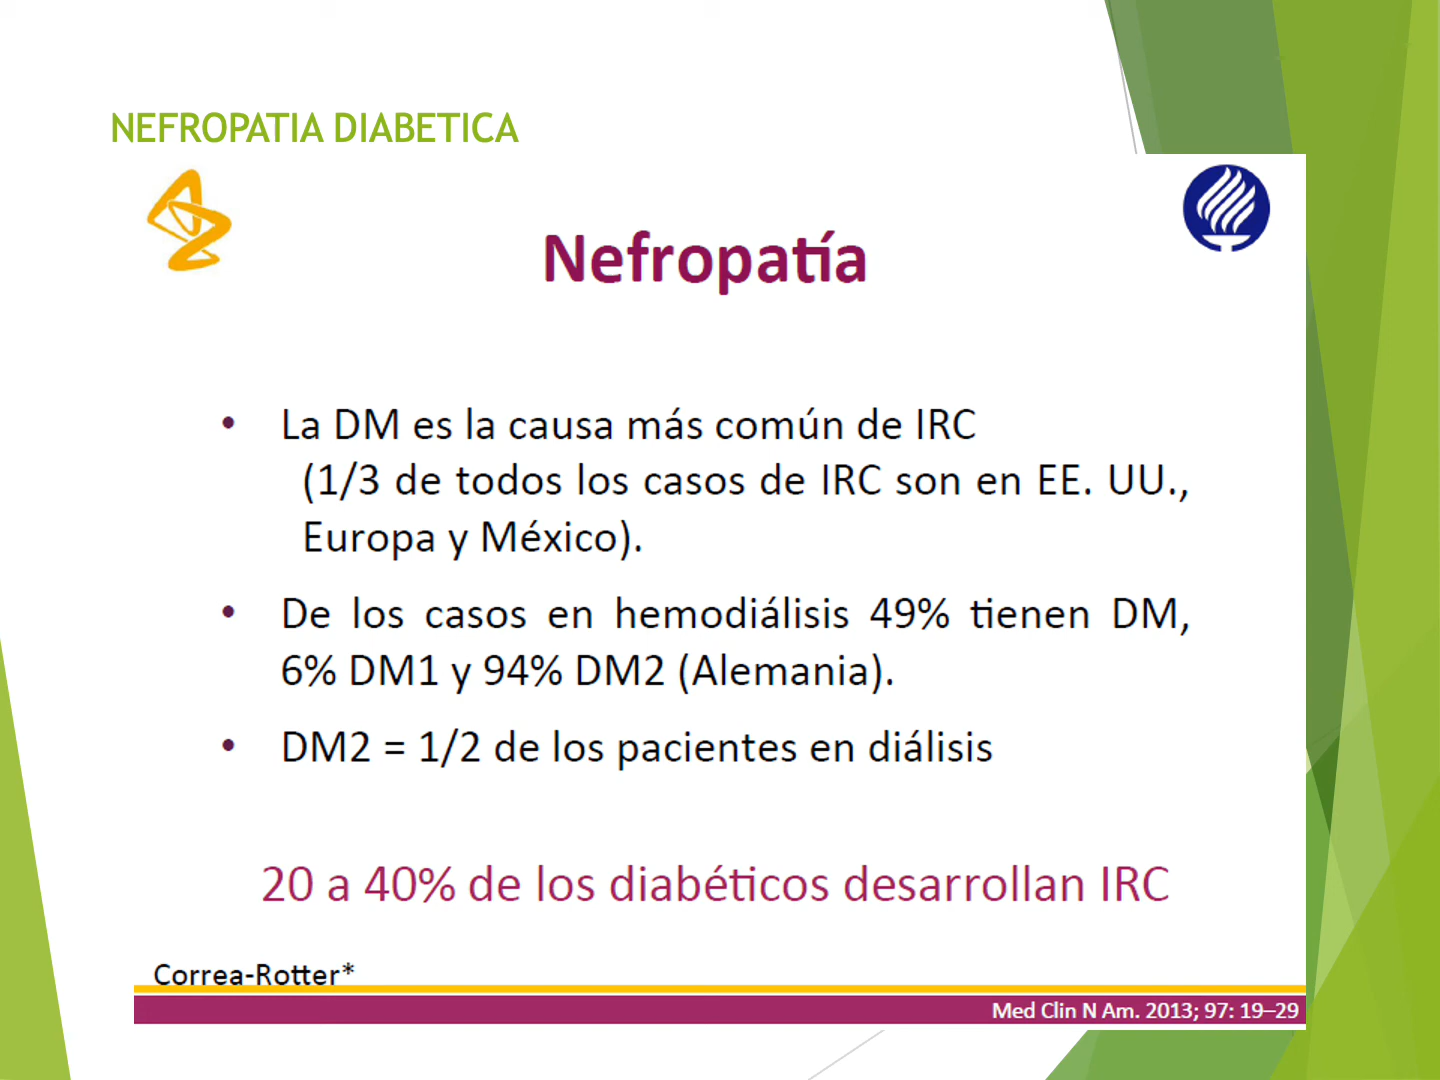 NEFROPATIA DIABETICA
Nefropatía
• La DM es la causa más común de IRC
(1/3 de todos los casos de IRC son en EE. UU.,
Europa y México).
• De los casos en hemodiálisis 49% tienen DM,
6% DM1 y 94% DM2 (Alemania).
• DM2 = 1/2 de los pacientes en diálisis
20 a 40% de los diabéticos desarrollan IRC
Correa-Rotter*
Med Clin N Am. 2013; 97: 19–29